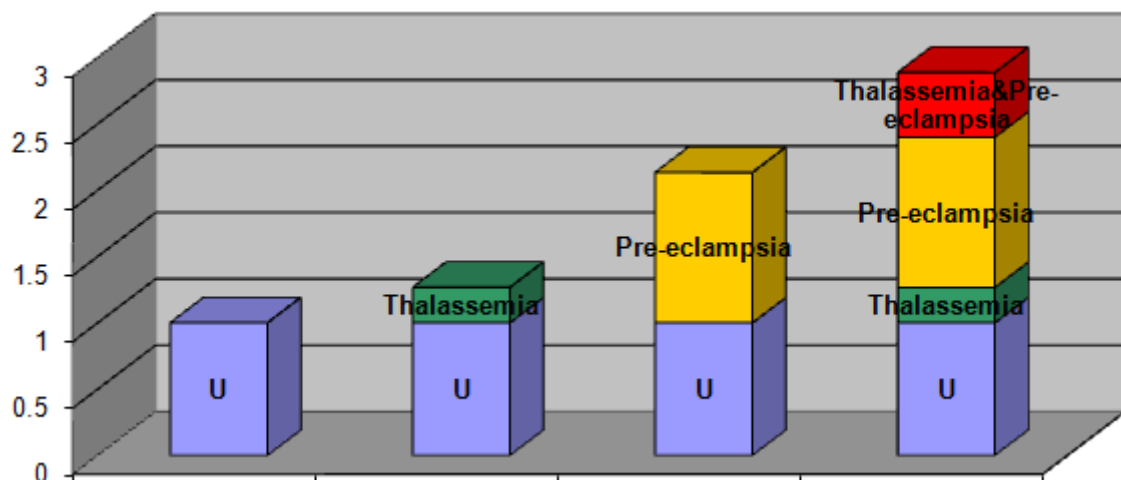 3
2.5
2
1.5
1
0.5
0
U
Thalassemia
U
Pre-eclampsia
U
Thalassemia&Pre-
eclampsia
Pre-eclampsia
Thalassemia
U